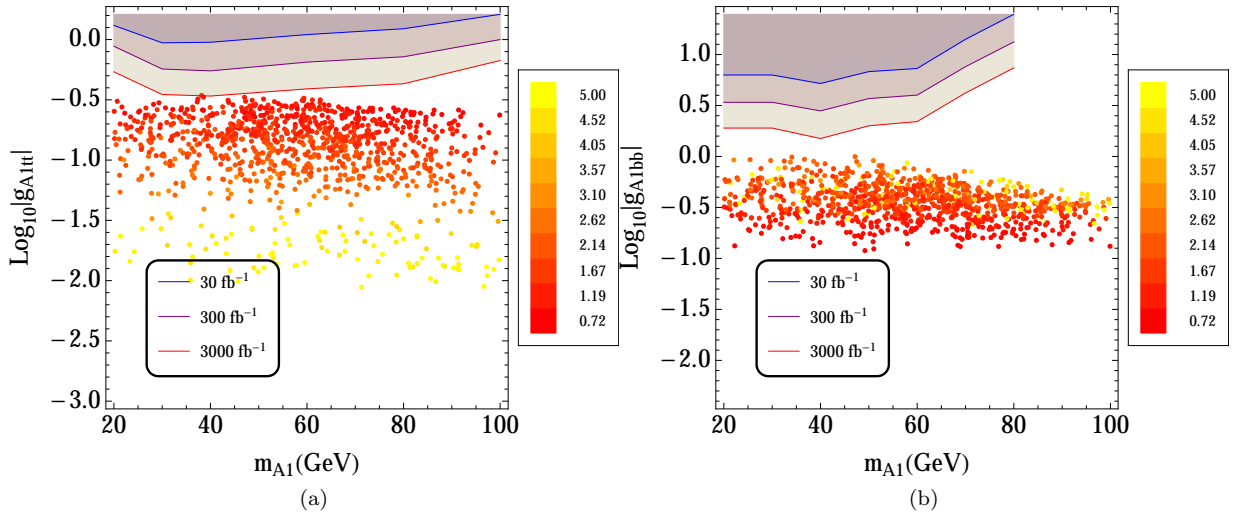 Log10|gA1tt|
0.0
−0.5
−1.0
−1.5
−2.0
−2.5
−3.0
20 40 60 80 100
mA1(GeV)
30 fb−1
300 fb−1
3000 fb−1
5.00
4.52
4.05
3.57
3.10
2.62
2.14
1.67
1.19
0.72
(a)
Log10|gA1bb|
1.0
0.5
0.0
−0.5
−1.0
−1.5
−2.0
20 40 60 80 100
mA1(GeV)
30 fb−1
300 fb−1
3000 fb−1
5.00
4.52
4.05
3.57
3.10
2.62
2.14
1.67
1.19
0.72
(b)